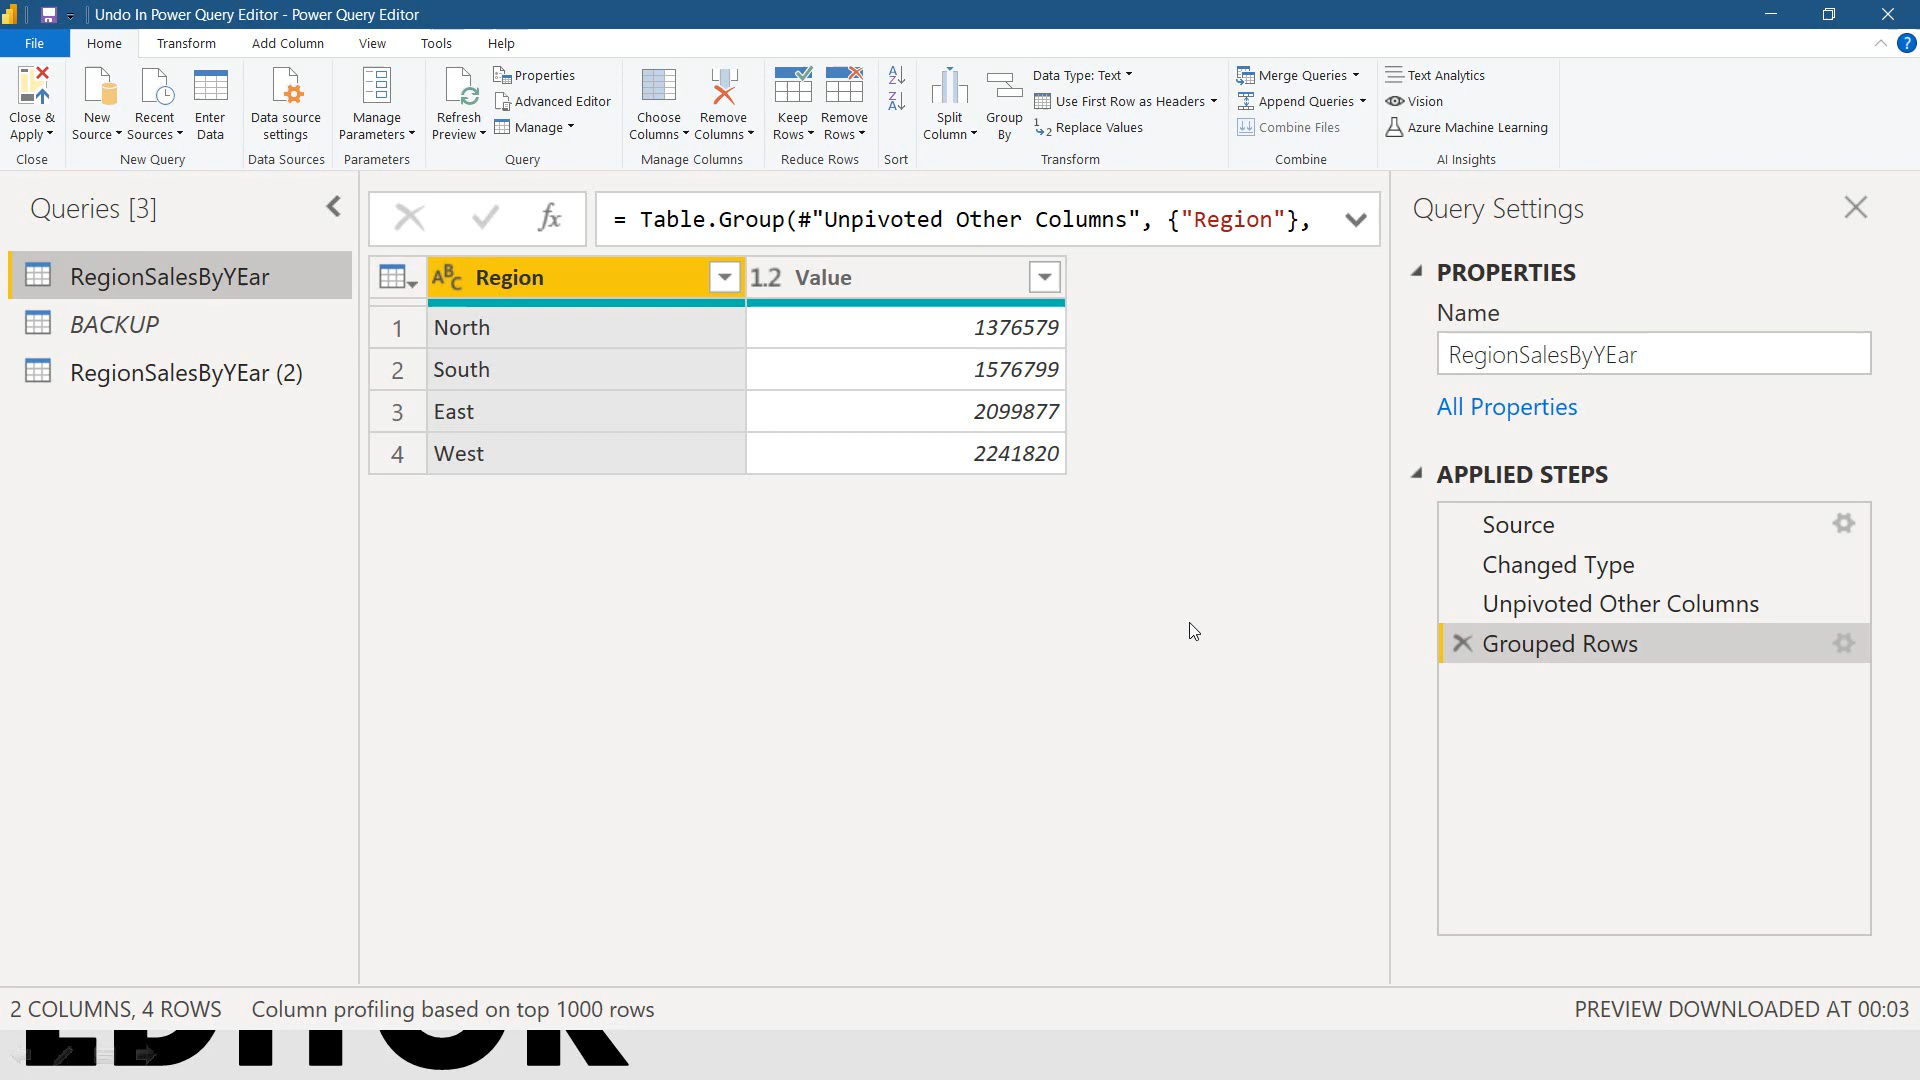 Undo In Power Query Editor - Power Query Editor
File Home Transform Add Column View Tools Help
Close & Apply
New Source
Recent Sources
Enter Data
Data source settings
Manage Parameters
Refresh Preview
Properties
Advanced Editor
Manage
Choose Columns
Remove Columns
Keep Rows
Remove Rows
Split Column
Group By
Data Type: Text
Use First Row as Headers
Replace Values
Merge Queries
Append Queries
Combine Files
Text Analytics
Vision
Azure Machine Learning
Close New Query Data Sources Parameters Query Manage Columns Reduce Rows Sort Transform Combine AI Insights
Queries [3]
RegionSalesByYEar
BACKUP
RegionSalesByYEar (2)
fx = Table.Group(#"Unpivoted Other Columns", {"Region"},
ABC Region 1.2 Value
1 North 1376579
2 South 1576799
3 East 2099877
4 West 2241820
Query Settings
PROPERTIES
Name
RegionSalesByYEar
All Properties
APPLIED STEPS
Source
Changed Type
Unpivoted Other Columns
Grouped Rows
2 COLUMNS, 4 ROWS Column profiling based on top 1000 rows PREVIEW DOWNLOADED AT 00:03
EDITOR